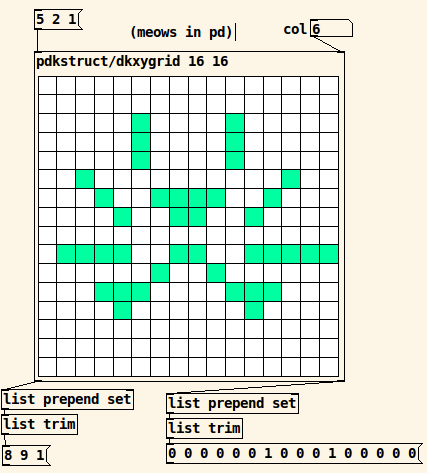 5 2 1
(meows in pd)
col 6
pdkstruct/dkxygrid 16 16
list prepend set
list trim
8 9 1
list prepend set
list trim
0 0 0 0 0 0 1 0 0 0 1 0 0 0 0 0